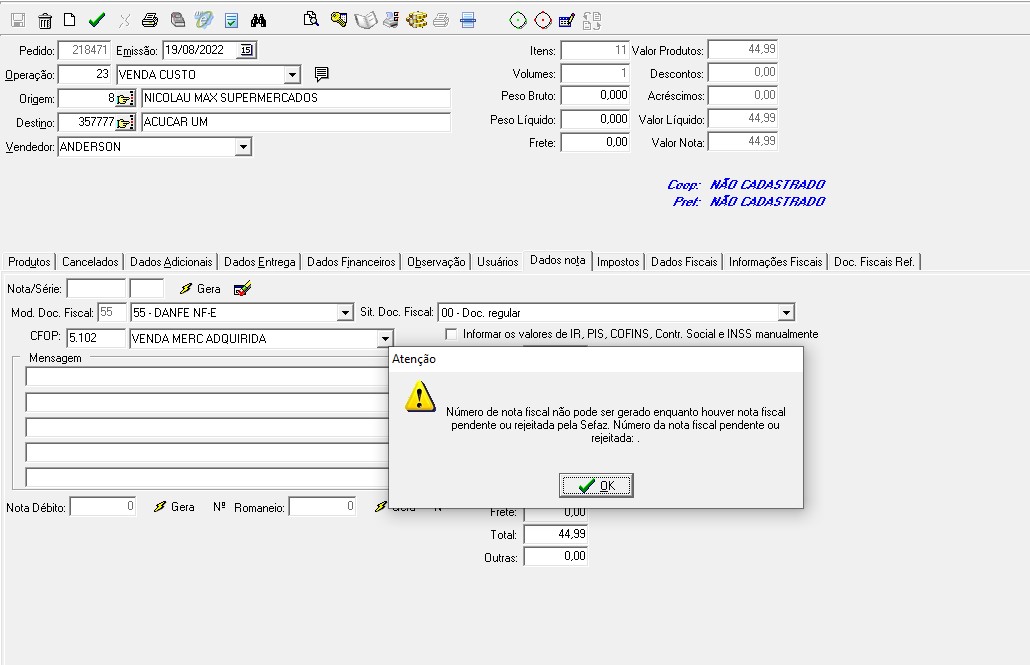 Pedido: 218471 Emissão: 19/08/2022 15
Operação: 23 VENDA CUSTO
Origem: 8 NICOLAU MAX SUPERMERCADOS
Destino: 357777 ACUCAR UM
Vendedor: ANDERSON
Itens: 11 Valor Produtos: 44,99
Volumes: 1 Descontos: 0,00
Peso Bruto: 0,000 Acréscimos: 0,00
Peso Líquido: 0,000 Valor Líquido: 44,99
Frete: 0,00 Valor Nota: 44,99
Coop: NÃO CADASTRADO
Pref: NÃO CADASTRADO
Produtos Cancelados Dados Adicionais Dados Entrega Dados Financeiros Observação Usuários Dados nota Impostos Dados Fiscais Informações Fiscais Doc. Fiscais Ref.
Nota/Série: Gera
Mod. Doc. Fiscal: 55 55 - DANFE NF-E Sit. Doc. Fiscal: 00 - Doc. regular
CFOP: 5.102 VENDA MERC ADQUIRIDA Informar os valores de IR, PIS, COFINS, Contr. Social e INSS manualmente
Mensagem
Atenção
Número de nota fiscal não pode ser gerado enquanto houver nota fiscal
pendente ou rejeitada pela Sefaz. Número da nota fiscal pendente ou
rejeitada: .
OK
Nota Débito: 0 Gera Nº Romaneio: 0 Gera Nº
Frete: 0,00
Total: 44,99
Outras: 0,00